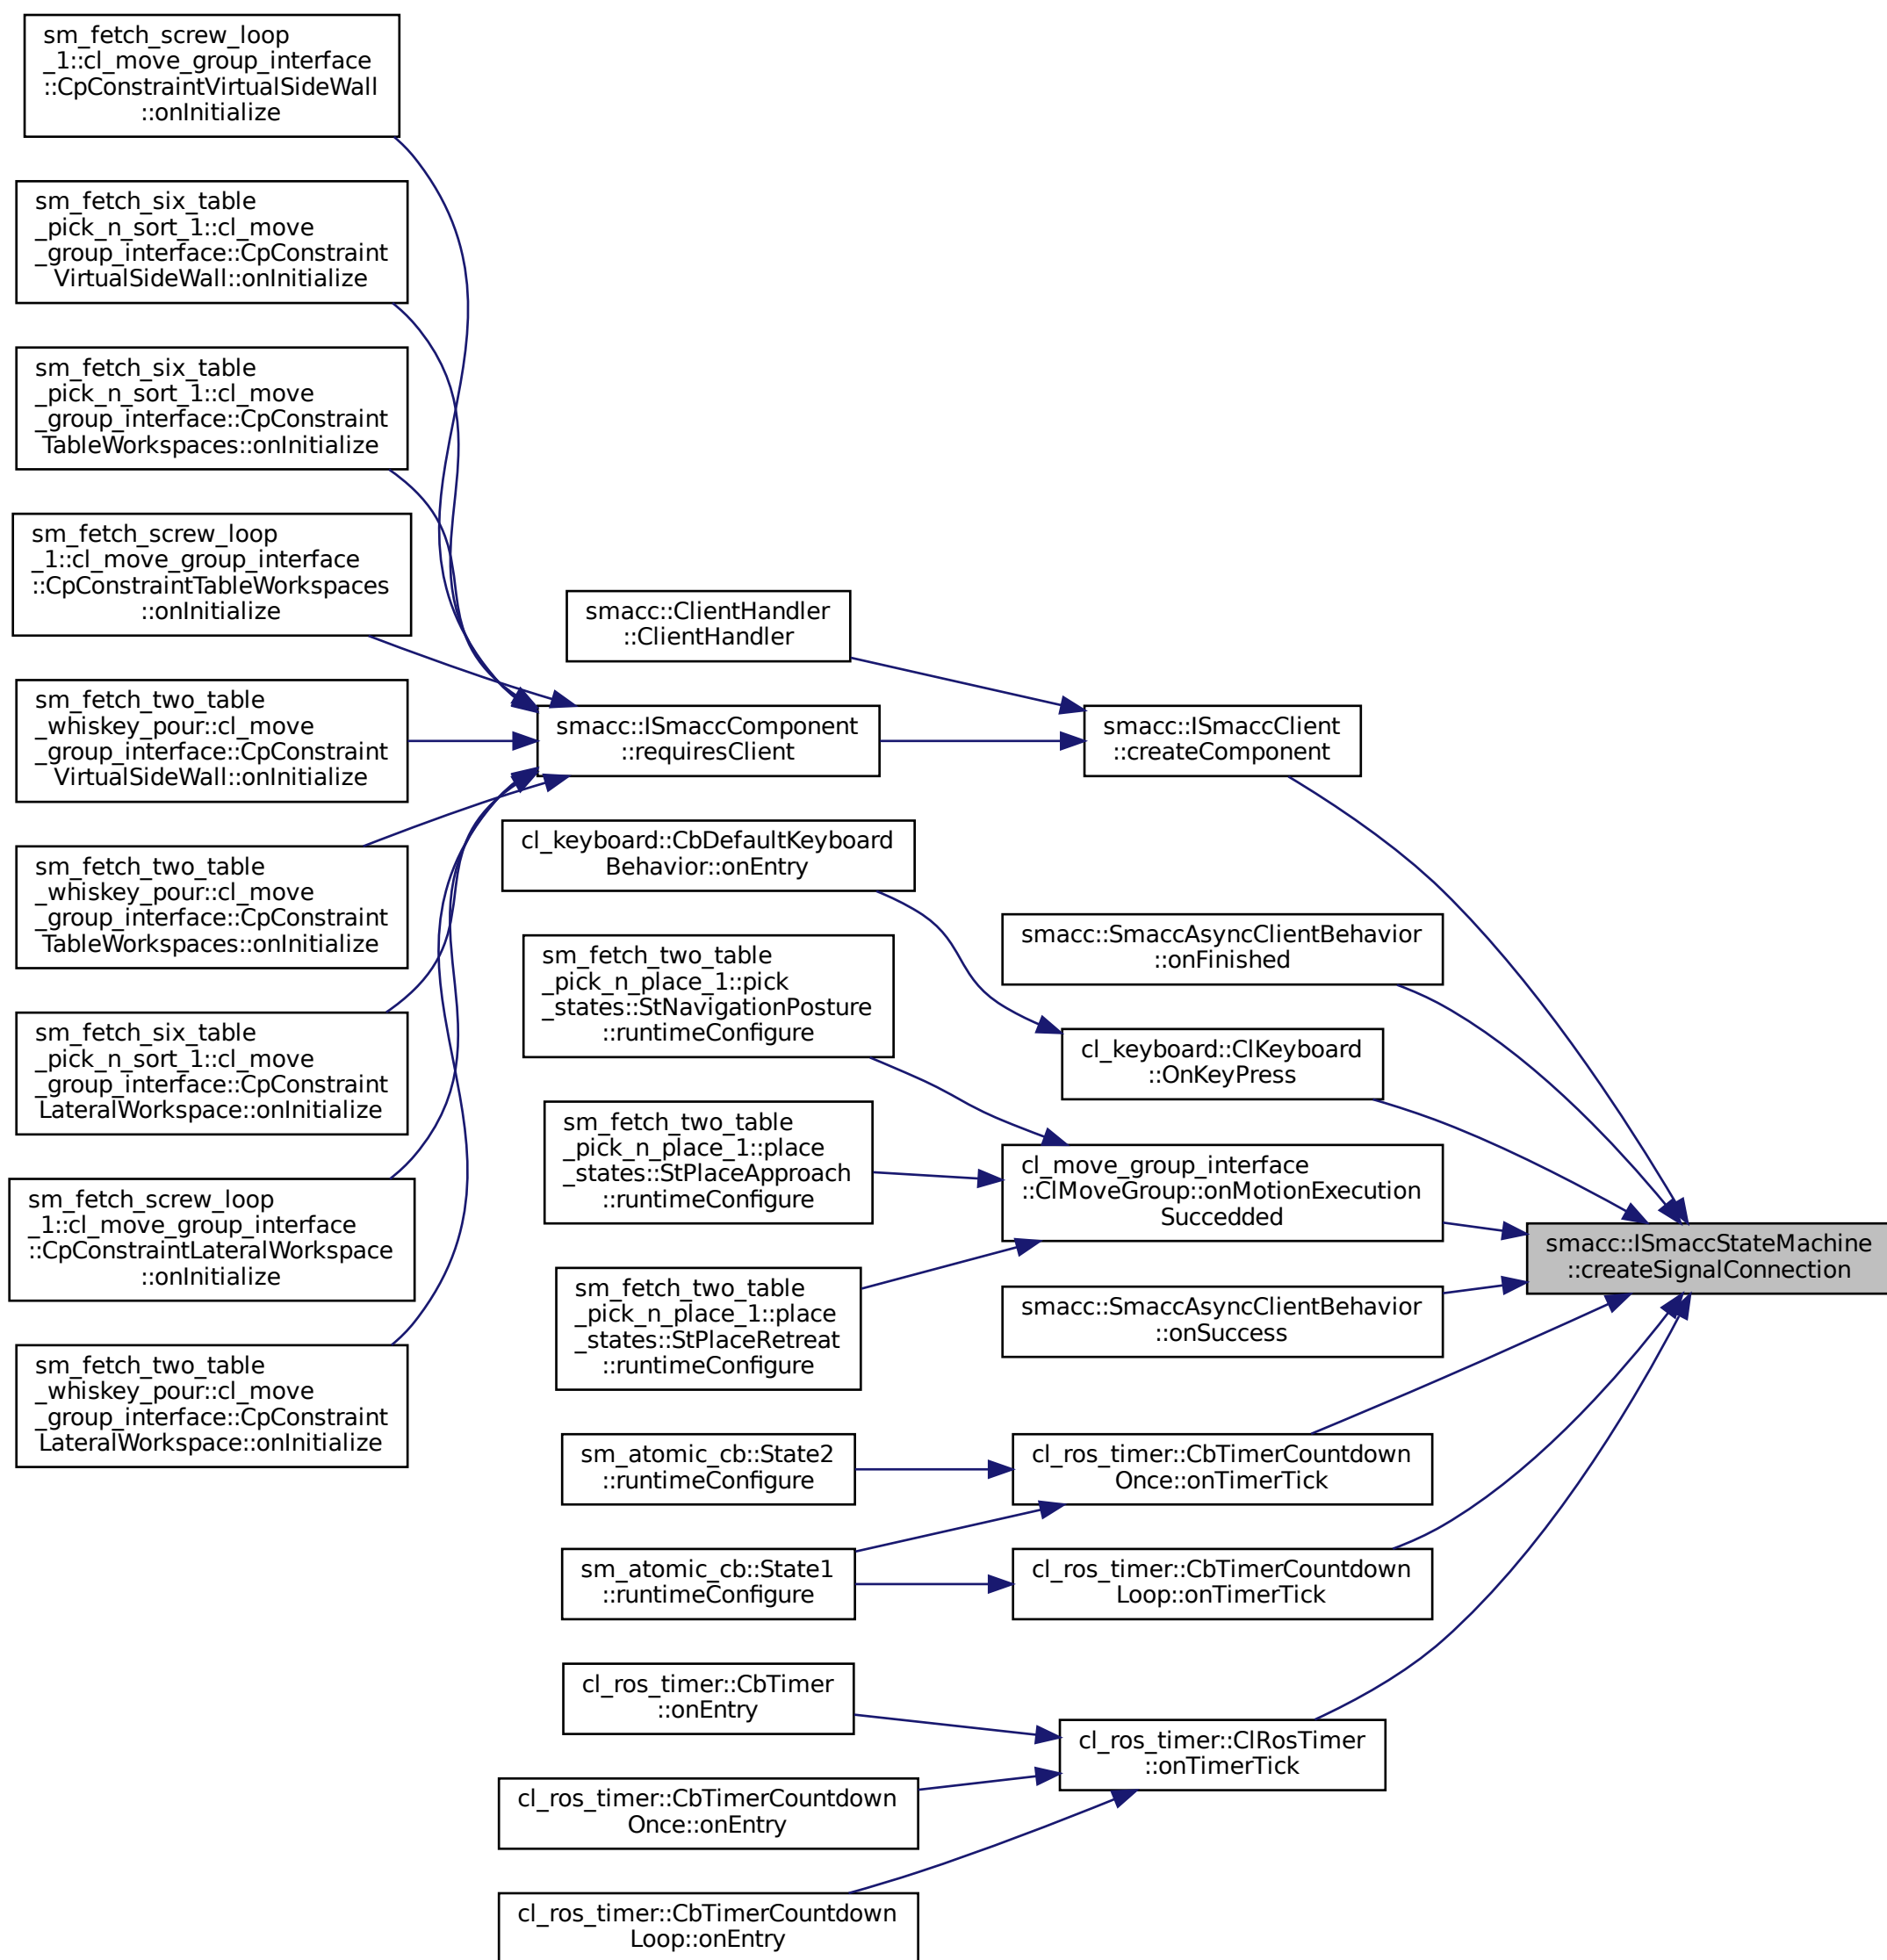 sm_fetch_screw_loop
_1::cl_move_group_interface
::CpConstraintVirtualSideWall
::onInitialize
sm_fetch_six_table
_pick_n_sort_1::cl_move
_group_interface::CpConstraint
VirtualSideWall::onInitialize
sm_fetch_six_table
_pick_n_sort_1::cl_move
_group_interface::CpConstraint
TableWorkspaces::onInitialize
sm_fetch_screw_loop
_1::cl_move_group_interface
::CpConstraintTableWorkspaces
::onInitialize
sm_fetch_two_table
_whiskey_pour::cl_move
_group_interface::CpConstraint
VirtualSideWall::onInitialize
sm_fetch_two_table
_whiskey_pour::cl_move
_group_interface::CpConstraint
TableWorkspaces::onInitialize
sm_fetch_six_table
_pick_n_sort_1::cl_move
_group_interface::CpConstraint
LateralWorkspace::onInitialize
sm_fetch_screw_loop
_1::cl_move_group_interface
::CpConstraintLateralWorkspace
::onInitialize
sm_fetch_two_table
_whiskey_pour::cl_move
_group_interface::CpConstraint
LateralWorkspace::onInitialize
smacc::ClientHandler
::ClientHandler
smacc::ISmaccComponent
::requiresClient
cl_keyboard::CbDefaultKeyboard
Behavior::onEntry
sm_fetch_two_table
_pick_n_place_1::pick
_states::StNavigationPosture
::runtimeConfigure
sm_fetch_two_table
_pick_n_place_1::place
_states::StPlaceApproach
::runtimeConfigure
sm_fetch_two_table
_pick_n_place_1::place
_states::StPlaceRetreat
::runtimeConfigure
sm_atomic_cb::State2
::runtimeConfigure
sm_atomic_cb::State1
::runtimeConfigure
cl_ros_timer::CbTimer
::onEntry
cl_ros_timer::CbTimerCountdown
Once::onEntry
cl_ros_timer::CbTimerCountdown
Loop::onEntry
smacc::ISmaccClient
::createComponent
smacc::SmaccAsyncClientBehavior
::onFinished
cl_keyboard::ClKeyboard
::OnKeyPress
cl_move_group_interface
::ClMoveGroup::onMotionExecution
Succedded
smacc::SmaccAsyncClientBehavior
::onSuccess
cl_ros_timer::CbTimerCountdown
Once::onTimerTick
cl_ros_timer::CbTimerCountdown
Loop::onTimerTick
cl_ros_timer::ClRosTimer
::onTimerTick
smacc::ISmaccStateMachine
::createSignalConnection